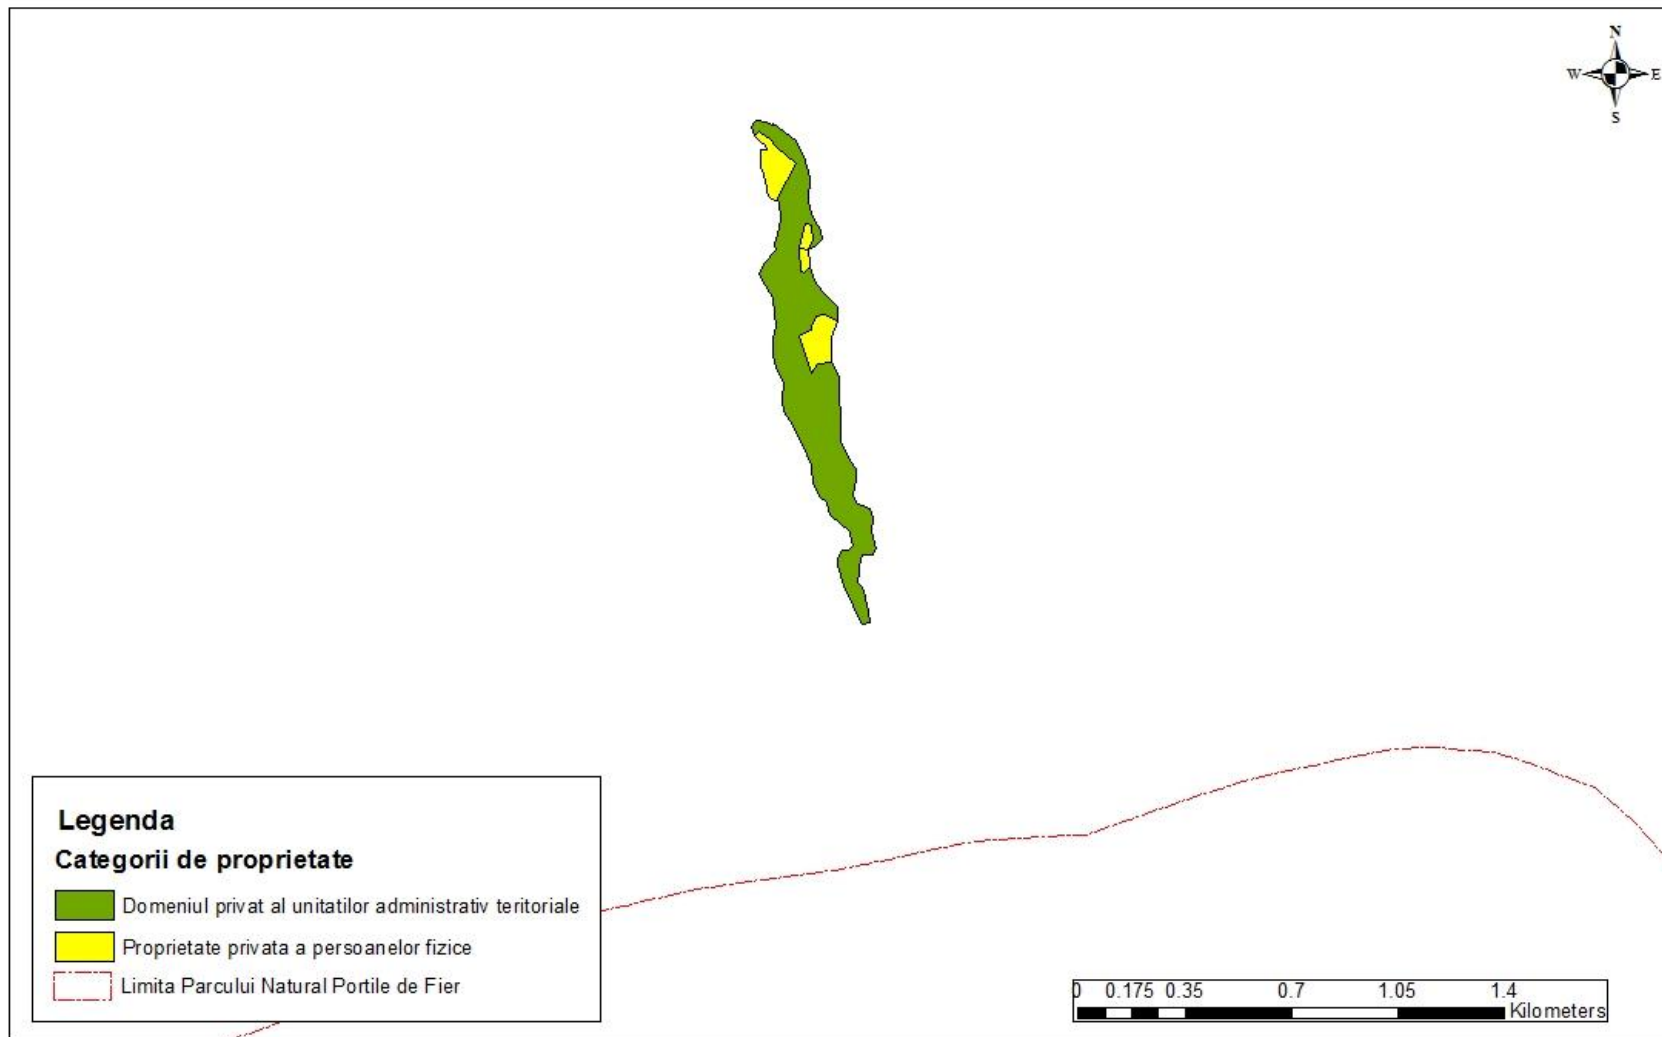 N
W E
S
Legenda
Categorii de proprietate
Domeniul privat al unitatilor administrativ teritoriale
Proprietate privata a persoanelor fizice
Limita Parcului Natural Portile de Fier
0 0.175 0.35 0.7 1.05 1.4
Kilometers